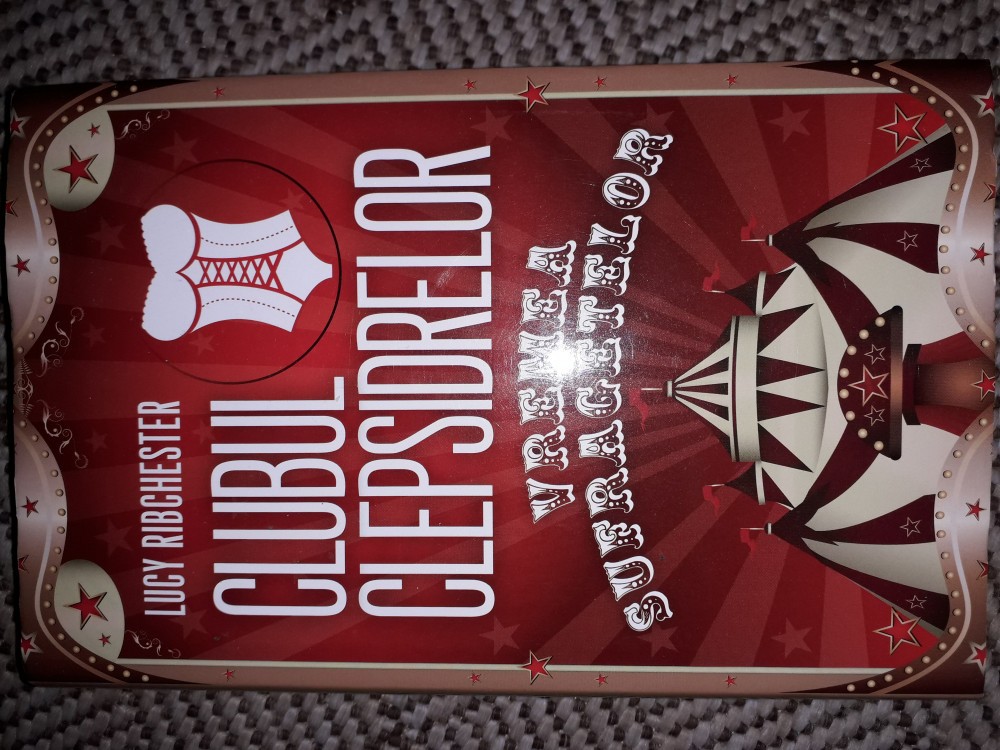 LUCY RIBCHESTER
CLUBUL
CLEPSIDRELOR
VREMEA
SUFRAGETELOR